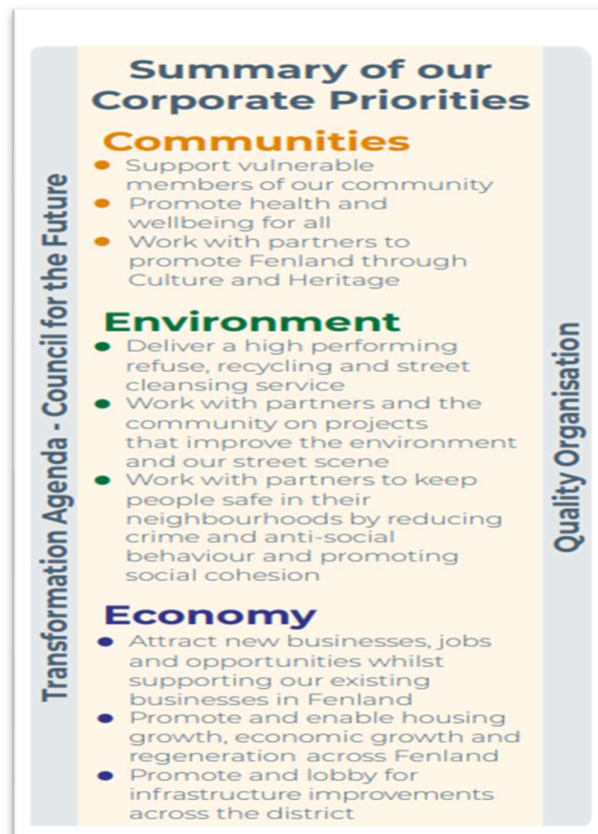 Summary of our
Corporate Priorities
Communities
Support vulnerable
members of our community
Promote health and
wellbeing for all
Work with partners to
promote Fenland through
Culture and Heritage
Environment
Deliver a high performing
refuse, recycling and street
cleansing service
Work with partners and the
community on projects
that improve the environment
and our street scene
Work with partners to keep
people safe in their
neighbourhoods by reducing
crime and anti-social
behaviour and promoting
social cohesion
Economy
Attract new businesses, jobs
and opportunities whilst
supporting our existing
businesses in Fenland
Promote and enable housing
growth, economic growth and
regeneration across Fenland
Promote and lobby for
infrastructure improvements
across the district
Transformation Agenda - Council for the Future
Quality Organisation